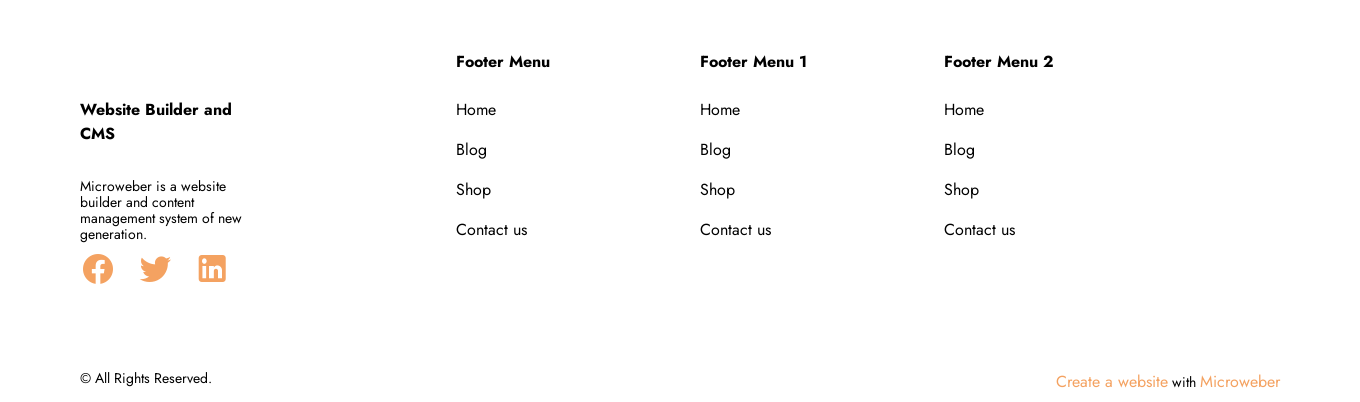 Website Builder and
CMS
Microweber is a website
builder and content
management system of new
generation.
Footer Menu
Home
Blog
Shop
Contact us
Footer Menu 1
Home
Blog
Shop
Contact us
Footer Menu 2
Home
Blog
Shop
Contact us
© All Rights Reserved.
Create a website with Microweber